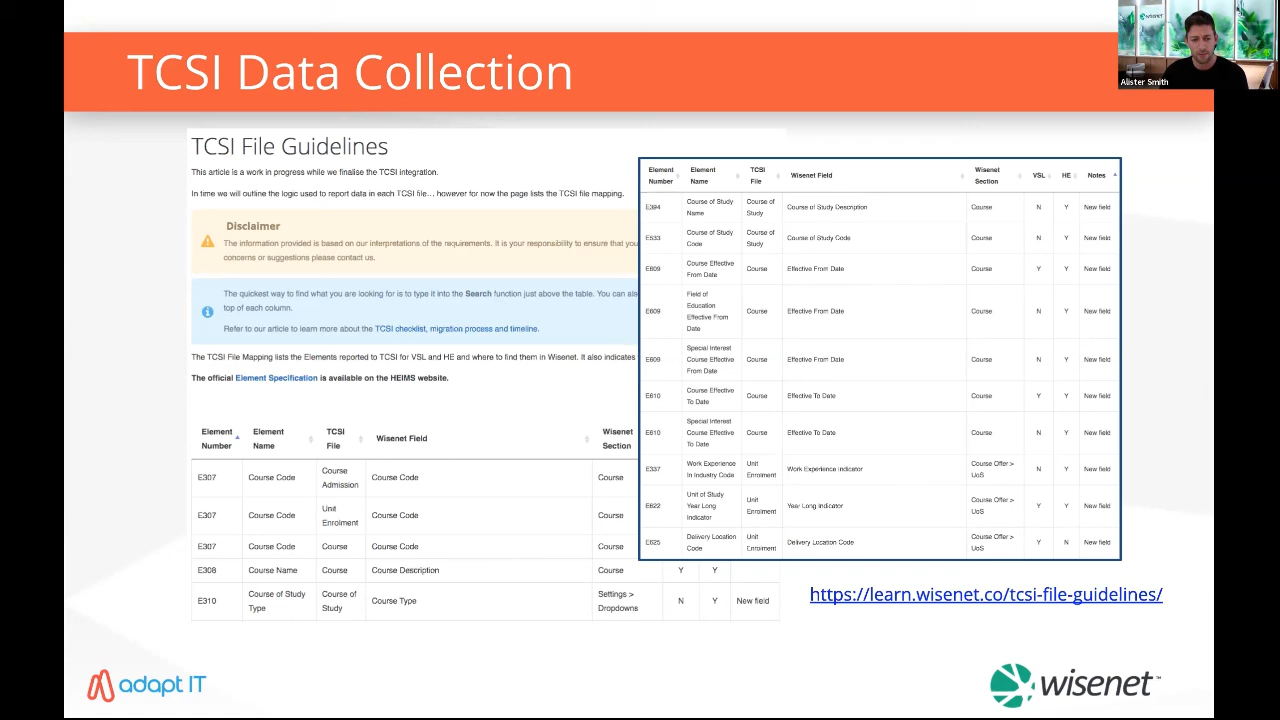 TCSI Data Collection
wisenet
Alister Smith
TCSI File Guidelines
This article is a work in progress while we finalise the TCSI integration.
In time we will outline the logic used to report data in each TCSI file... however for now the page lists the TCSI file mapping.
Disclaimer
The information provided is based on our interpretations of the requirements. It is your responsibility to ensure that you
concerns or suggestions please contact us.
The quickest way to find what you are looking for is to type it into the Search function just above the table. You can als
top of each column.
Refer to our article to learn more about the TCSI checklist, migration process and timeline.
The TCSI File Mapping lists the Elements reported to TCSI for VSL and HE and where to find them in Wisenet. It also indicates
The official Element Specification is available on the HEIMS website.
Element Number Element Name TCSI File Wisenet Field Wisenet Section
E307 Course Code Course Admission Course Code Course
E307 Course Code Unit Enrolment Course Code Course
E307 Course Code Course Course Code Course
E308 Course Name Course Course Description Course Y Y
E310 Course of Study Type Course of Study Course Type Settings > Dropdowns N Y New field
Element Number Element Name TCSI File Wisenet Field Wisenet Section VSL HE Notes
E394 Course of Study Name Course of Study Course of Study Description Course N Y New field
E533 Course of Study Code Course of Study Course of Study Code Course N Y New field
E609 Course Effective From Date Course Effective From Date Course Y Y New field
E609 Field of Education Effective From Date Course Effective From Date Course N Y New field
E609 Special Interest Course Effective From Date Course Effective From Date Course N Y New field
E610 Course Effective To Date Course Effective To Date Course Y Y New field
E610 Special Interest Course Effective To Date Course Effective To Date Course N Y New field
E337 Work Experience In Industry Code Unit Enrolment Work Experience Indicator Course Offer > UoS N Y New field
E622 Unit of Study Year Long Indicator Unit Enrolment Year Long Indicator Course Offer > UoS Y Y New field
E625 Delivery Location Code Unit Enrolment Delivery Location Code Course Offer > UoS Y N New field
https://learn.wisenet.co/tcsi-file-guidelines/
adapt IT
wisenet™